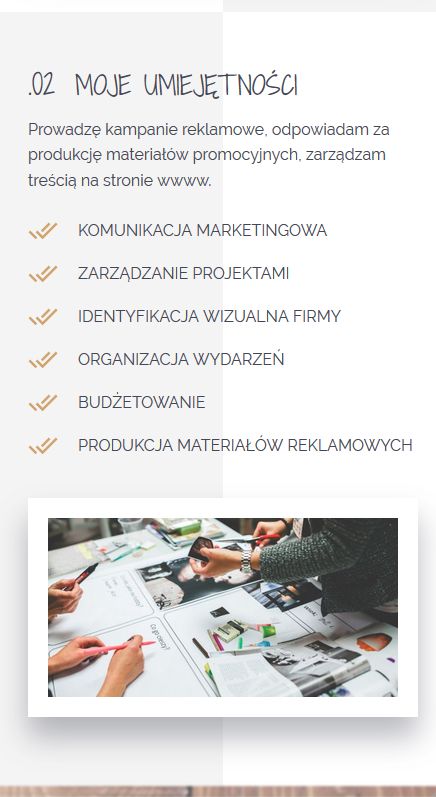 .02 MOJE UMIEJĘTNOŚCI
Prowadzę kampanie reklamowe, odpowiadam za
produkcję materiałów promocyjnych, zarządzam
treścią na stronie wwww.
KOMUNIKACJA MARKETINGOWA
ZARZĄDZANIE PROJEKTAMI
IDENTYFIKACJA WIZUALNA FIRMY
ORGANIZACJA WYDARZEŃ
BUDŻETOWANIE
PRODUKCJA MATERIAŁÓW REKLAMOWYCH